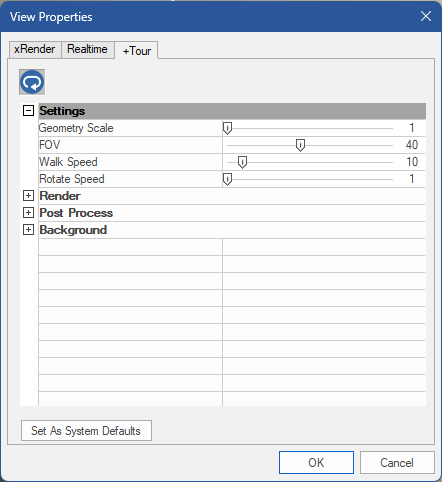 View Properties
xRender Realtime +Tour
Settings
Geometry Scale 1
FOV 40
Walk Speed 10
Rotate Speed 1
Render
Post Process
Background
Set As System Defaults
OK Cancel